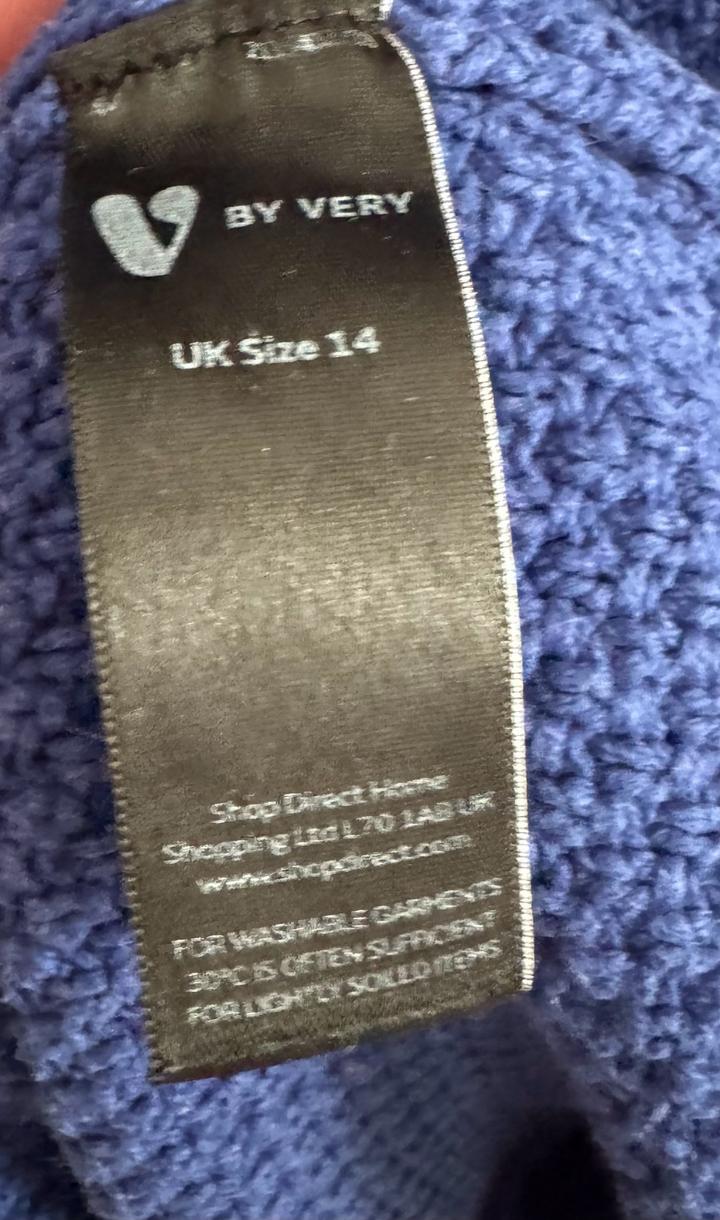 V BY VERY
UK Size 14
Shop Direct Home
Shopping Ltd L70 1AB UK
www.shopdirect.com
FOR WASHABLE GARMENTS
30°C IS OFTEN SUFFICIENT
FOR LIGHTLY SOILED ITEMS